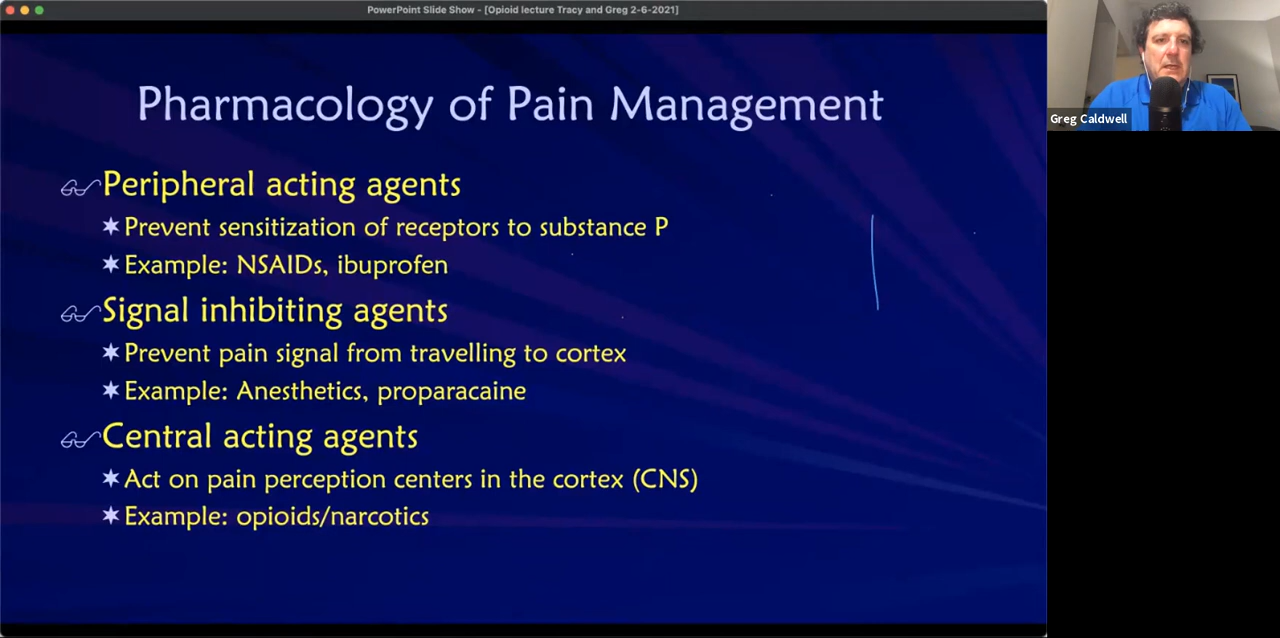 PowerPoint Slide Show - [Opioid lecture Tracy and Greg 2-6-2021]
Pharmacology of Pain Management
Peripheral acting agents
Prevent sensitization of receptors to substance P
Example: NSAIDs, ibuprofen
Signal inhibiting agents
Prevent pain signal from travelling to cortex
Example: Anesthetics, proparacaine
Central acting agents
Act on pain perception centers in the cortex (CNS)
Example: opioids/narcotics
Greg Caldwell